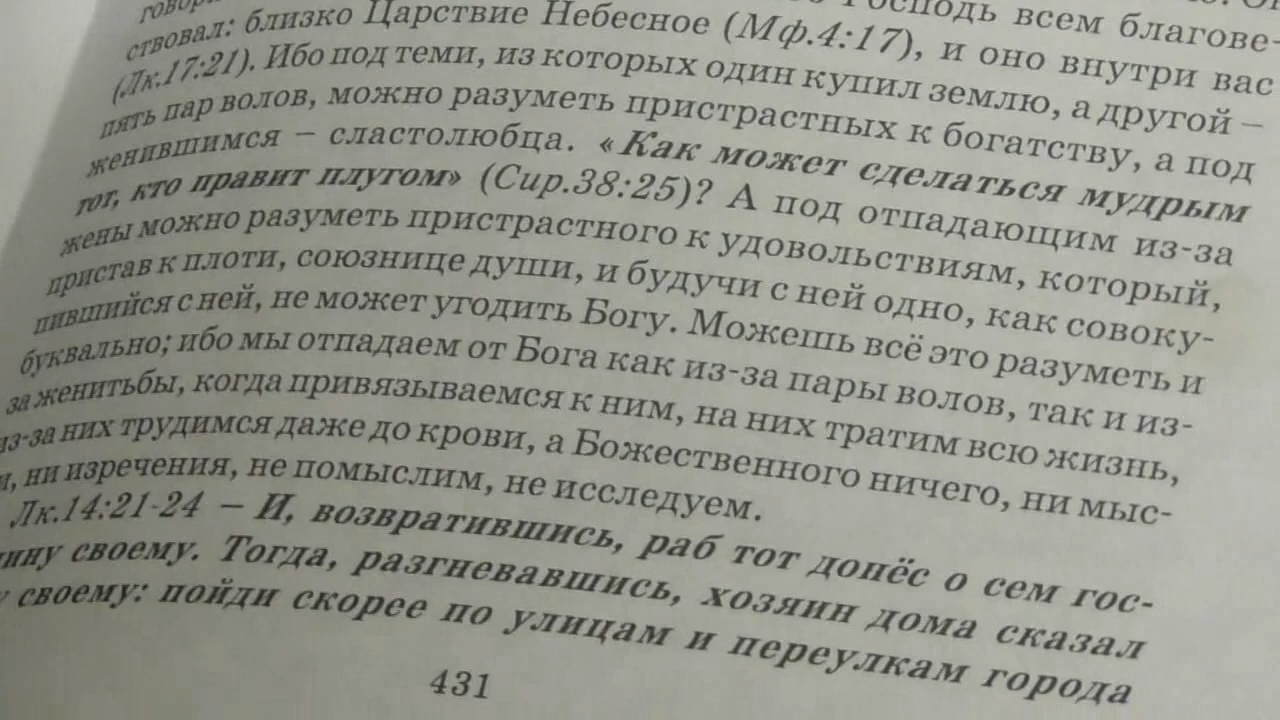 Господь всем благове-
ствовал: близко Царствие Небесное (Мф.4:17), и оно внутри вас
(Лк.17:21). Ибо под теми, из которых один купил землю, а другой –
пять пар волов, можно разуметь пристрастных к богатству, а под
женившимся – сластолюбца. «Как может сделаться мудрым
тот, кто правит плугом» (Сир.38:25)? А под отпадающим из-за
жены можно разуметь пристрастного к удовольствиям, который,
пристав к плоти, союзнице души, и будучи с ней одно, как совоку-
пившийся с ней, не может угодить Богу. Можешь всё это разуметь и
буквально; ибо мы отпадаем от Бога как из-за пары волов, так и из-
за женитьбы, когда привязываемся к ним, на них тратим всю жизнь,
из-за них трудимся даже до крови, а Божественного ничего, ни мыс-
и, ни изречения, не помыслим, не исследуем.
Лк.14:21-24 – И, возвратившись, раб тот донёс о сем гос-
ину своему. Тогда, разгневавшись, хозяин дома сказал
у своему: пойди скорее по улицам и переулкам города
431